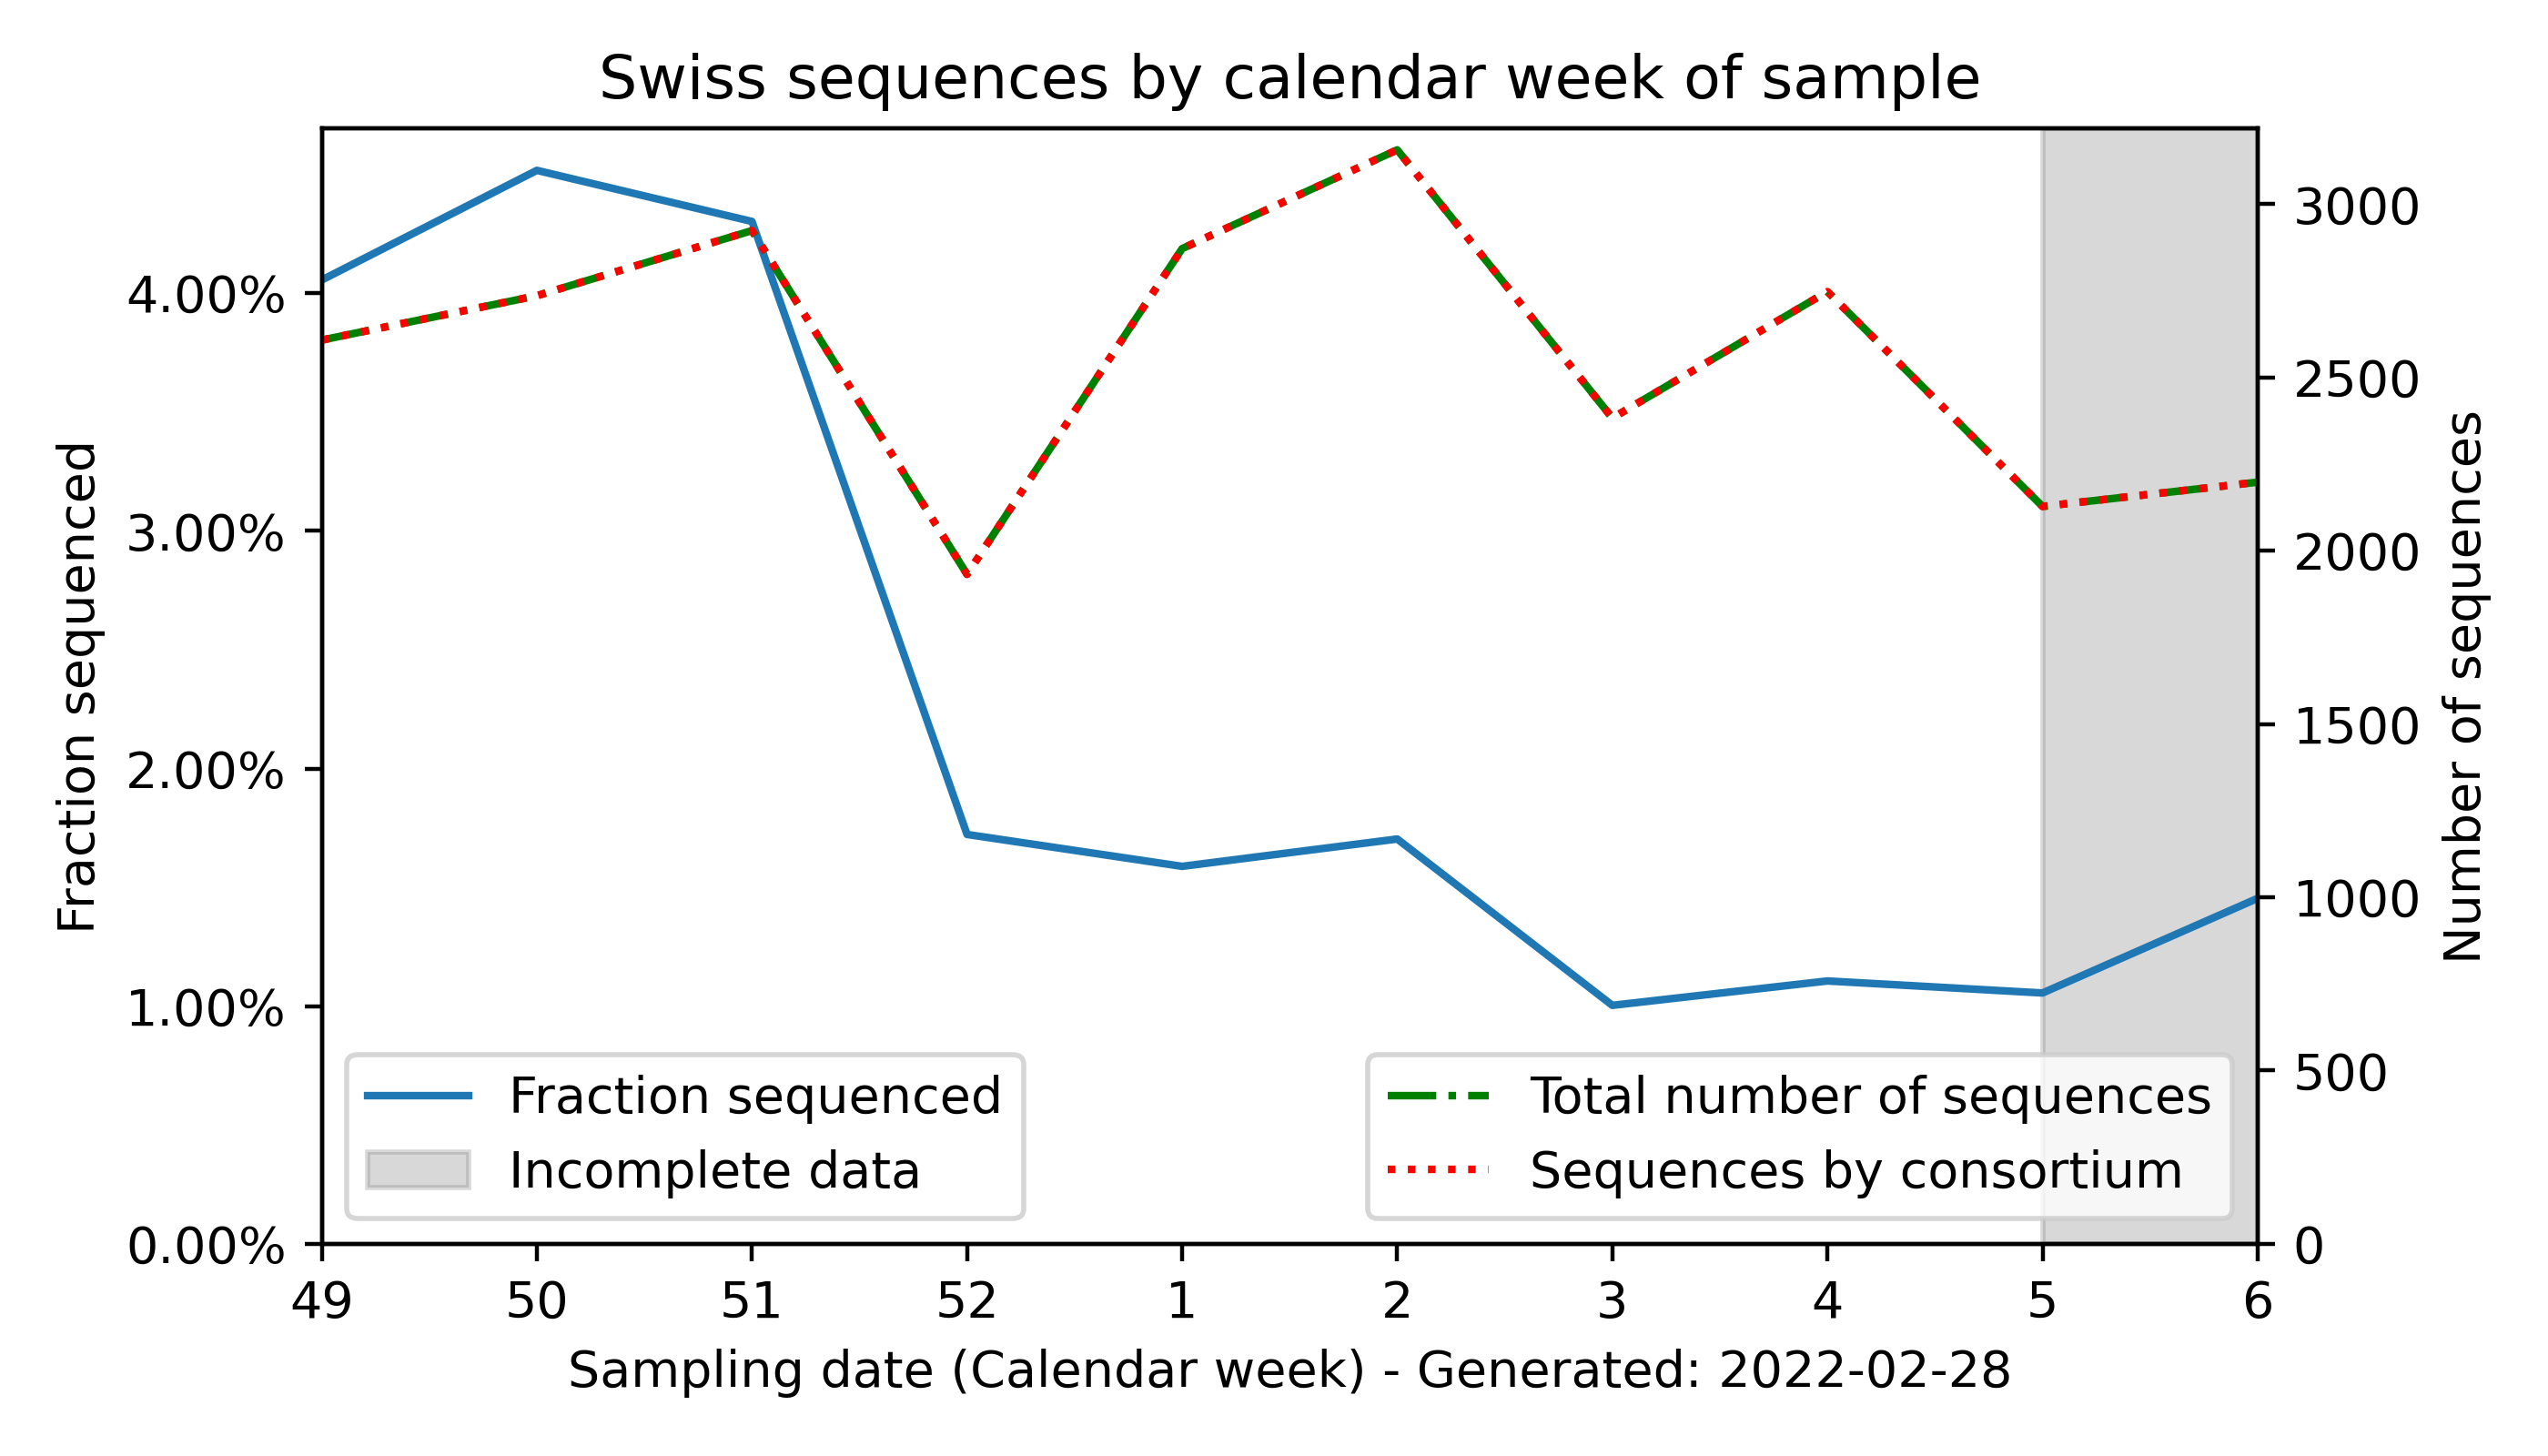 Swiss sequences by calendar week of sample
Fraction sequenced
4.00%
3.00%
2.00%
1.00%
0.00%
3000
2500
2000
1500
1000
500
0
Number of sequences
Fraction sequenced
Incomplete data
Total number of sequences
Sequences by consortium
49 50 51 52 1 2 3 4 5 6
Sampling date (Calendar week) - Generated: 2022-02-28